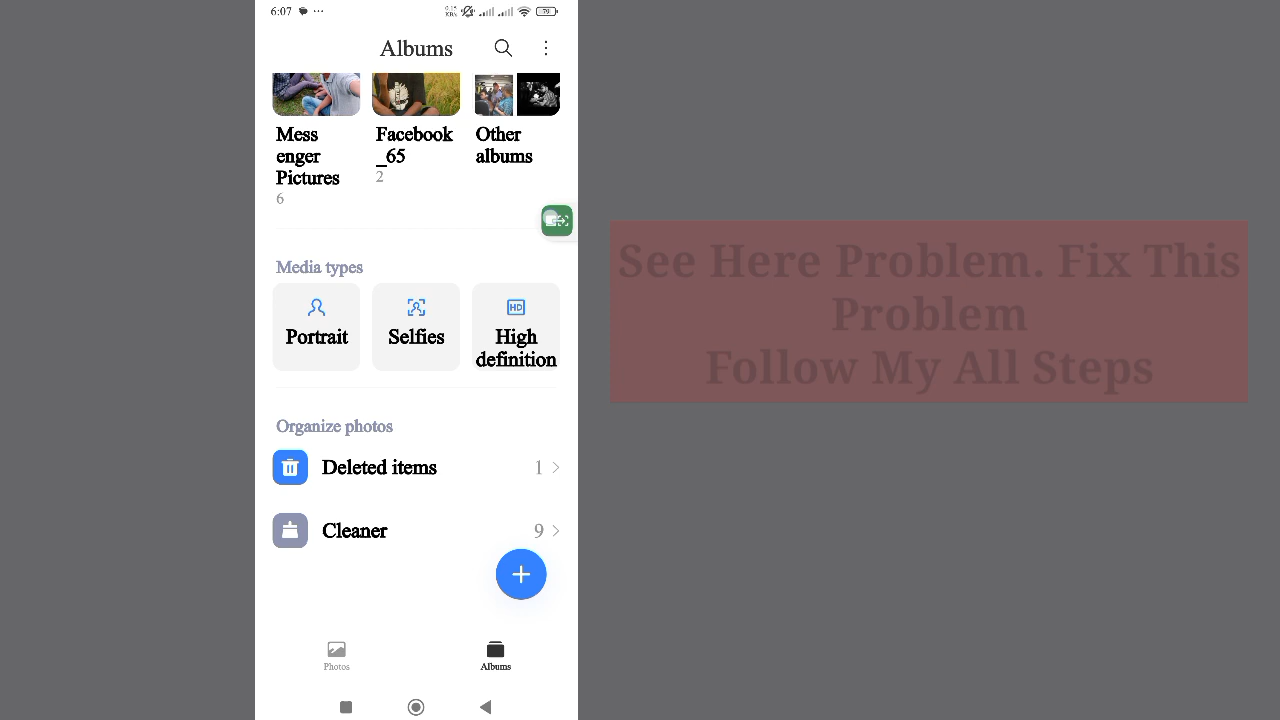 6:07
Albums
Mess
enger
Pictures
6
Facebook
_65
2
Other
albums
Media types
Portrait
Selfies
HD
High
definition
Organize photos
Deleted items 1
Cleaner 9
Photos
Albums
See Here Problem. Fix This
Problem
Follow My All Steps